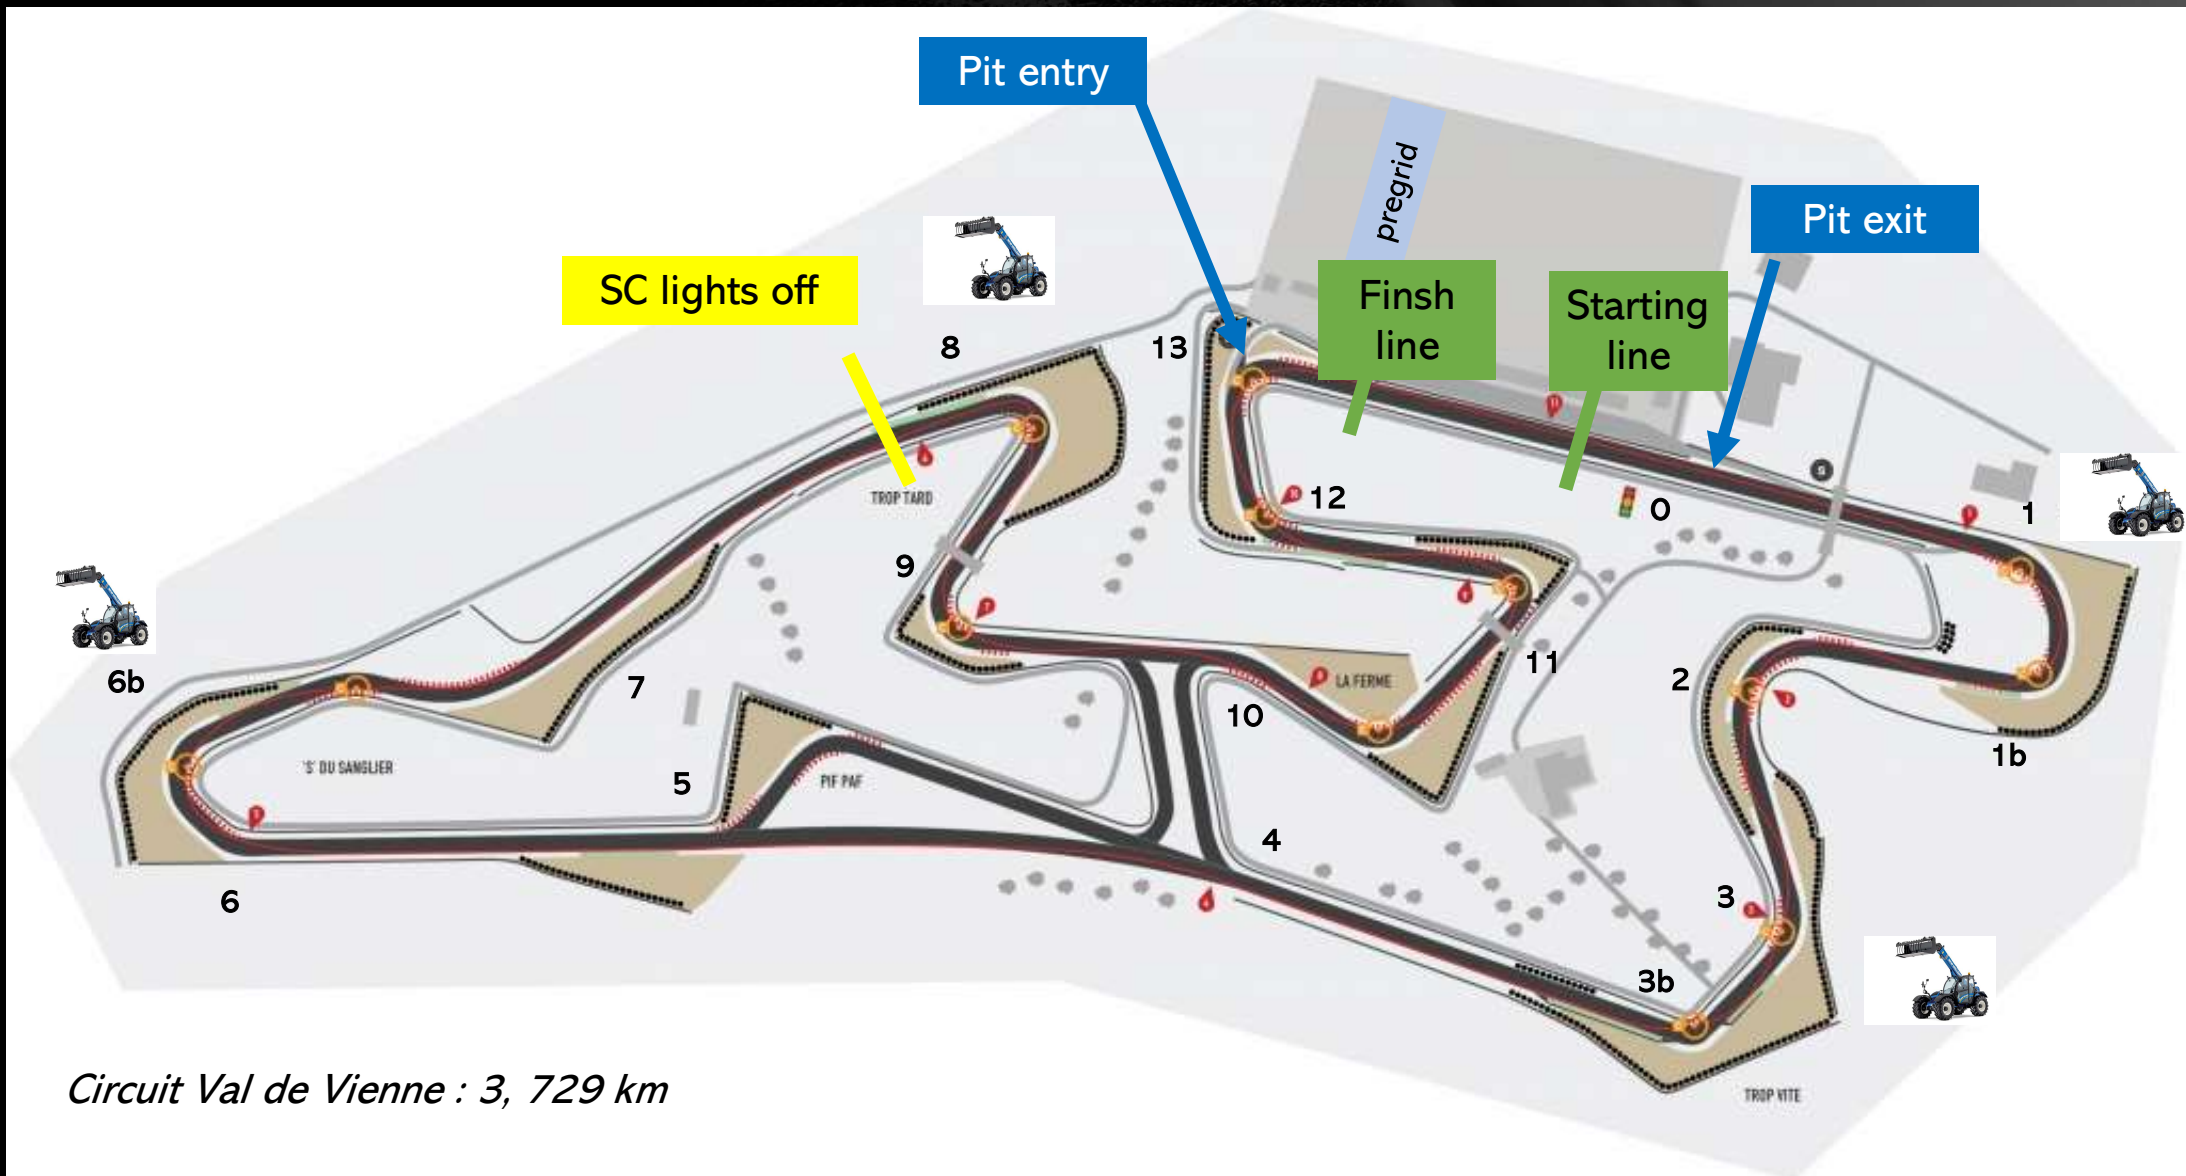 Pit entry
pregrid
Pit exit
SC lights off
Finsh
line
Starting
line
8
13
12
0
1
TROP TARD
9
6b
7
2
11
LA FERME
10
1b
'S' DU SANGLIER
5
PIF PAF
4
3
6
3b
TROP VITE
Circuit Val de Vienne : 3, 729 km